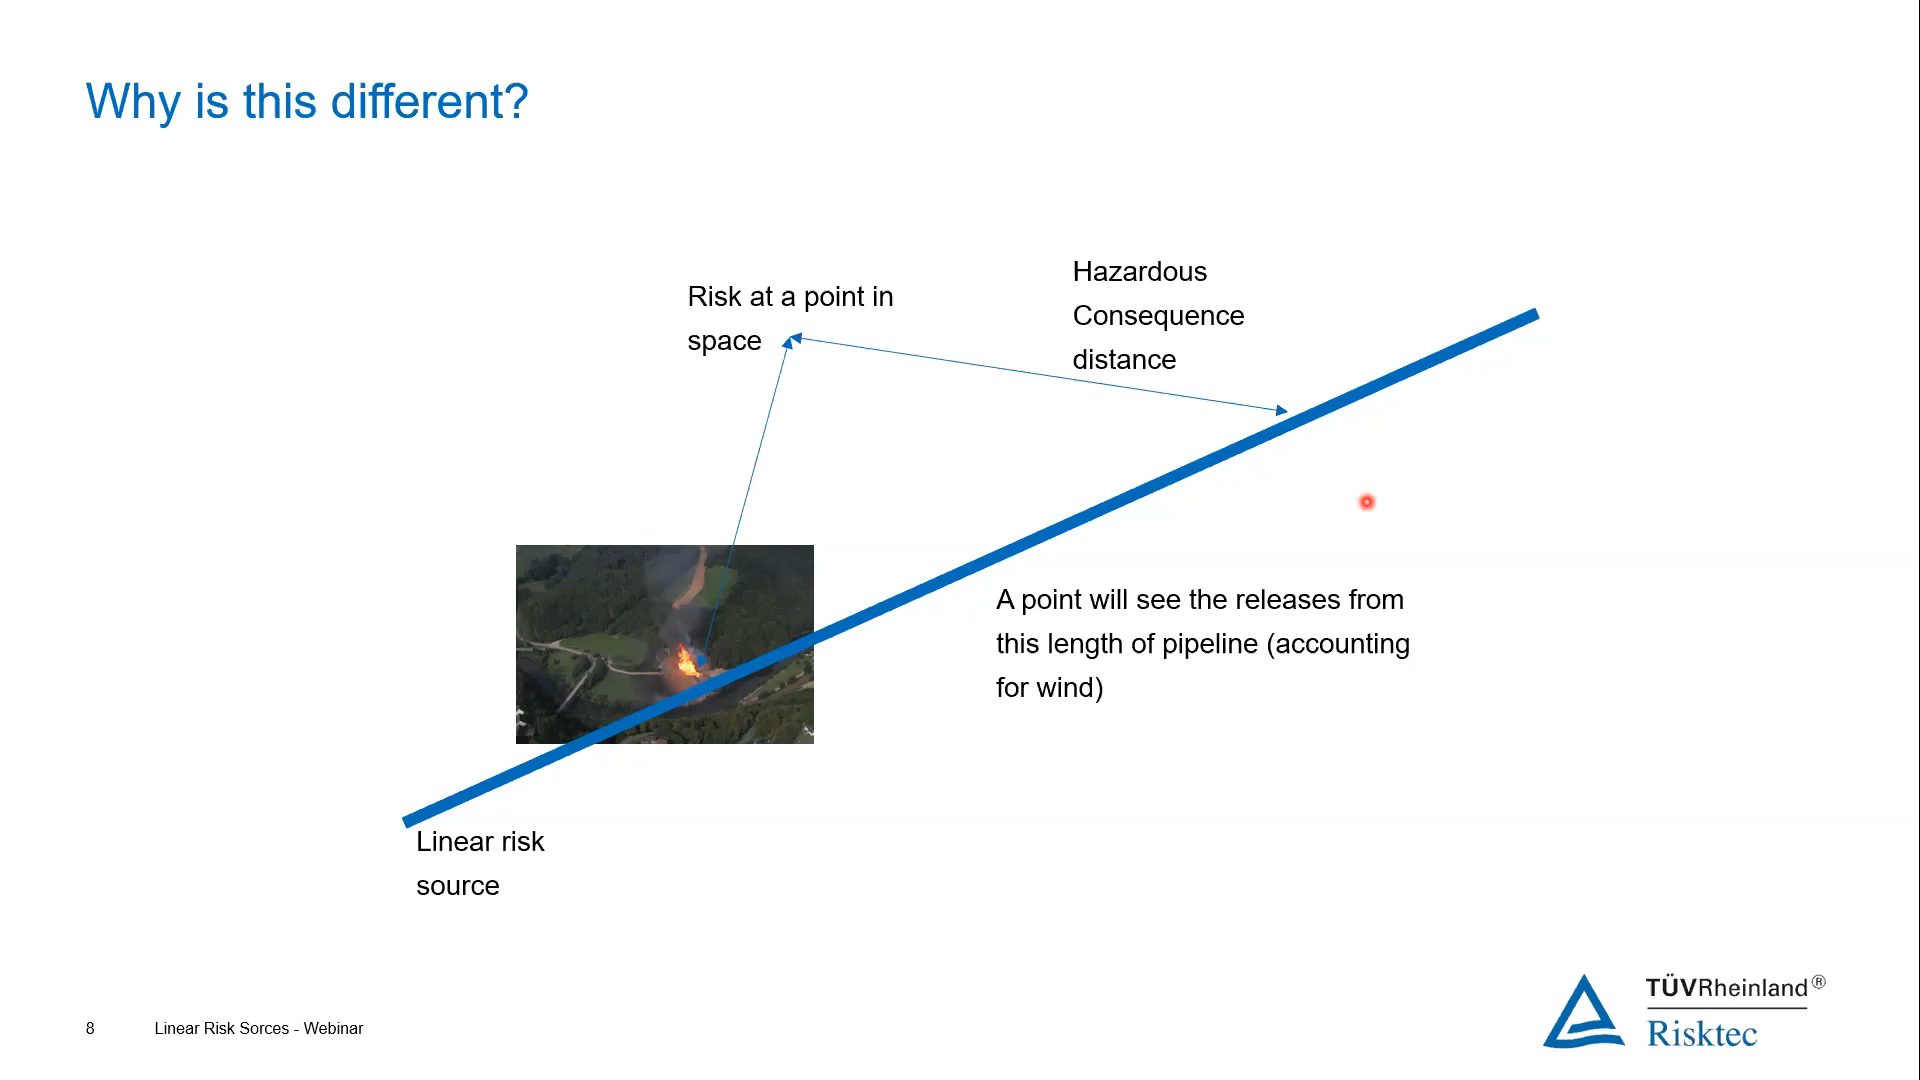 Why is this different?
Risk at a point in
space
Hazardous
Consequence
distance
A point will see the releases from
this length of pipeline (accounting
for wind)
Linear risk
source
8
Linear Risk Sorces - Webinar
TÜVRheinland®
Risktec